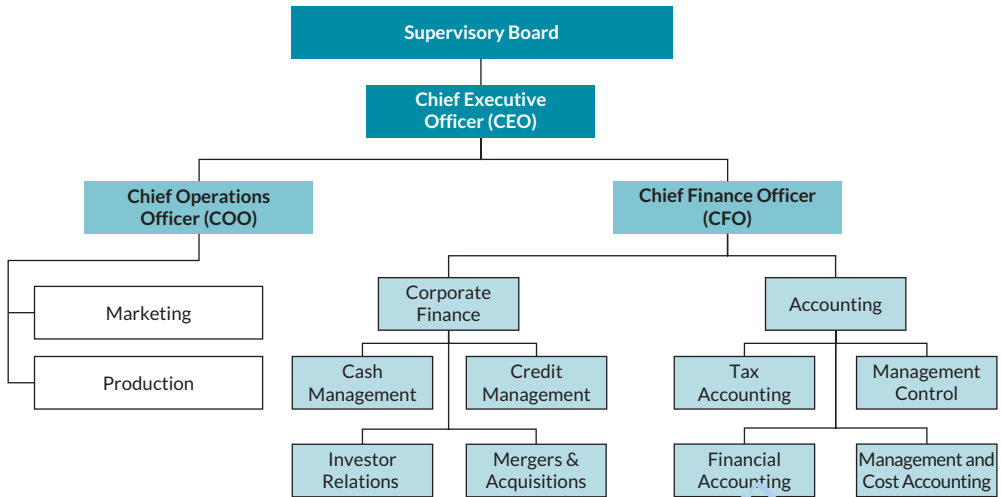 Supervisory Board
Chief Executive
Officer (CEO)
Chief Operations
Officer (COO)
Chief Finance Officer
(CFO)
Marketing
Production
Corporate
Finance
Accounting
Cash
Management
Credit
Management
Tax
Accounting
Management
Control
Investor
Relations
Mergers &
Acquisitions
Financial
Accounting
Management and
Cost Accounting